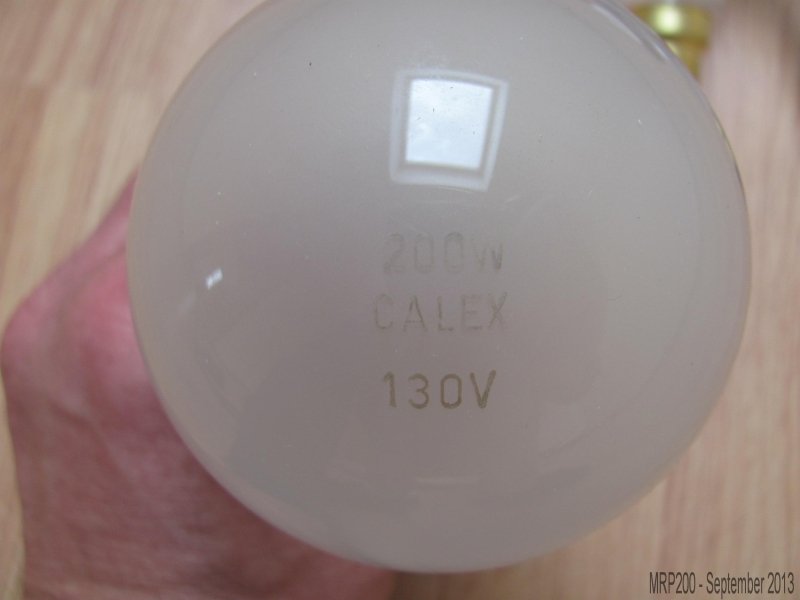 200W
CALEX
130V
MRP200 - September 2013